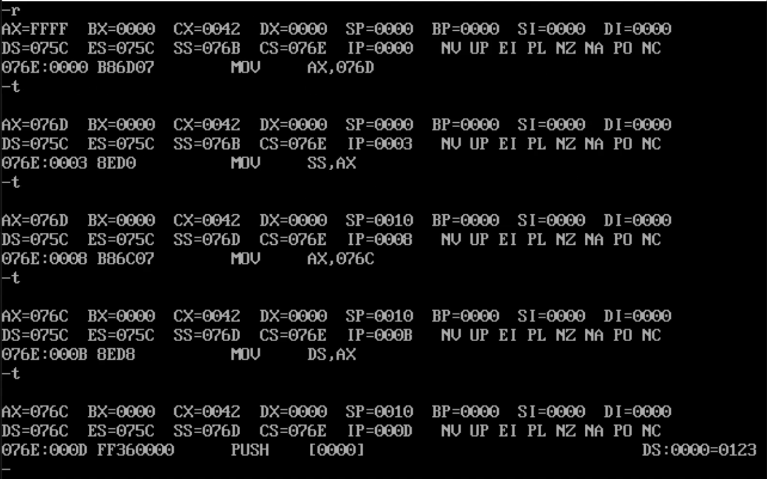 -r
AX=FFFF BX=0000 CX=0042 DX=0000 SP=0000 BP=0000 SI=0000 DI=0000
DS=075C ES=075C SS=076B CS=076E IP=0000 NV UP EI PL NZ NA PO NC
076E:0000 B86D07 MOV AX,076D
-t
AX=076D BX=0000 CX=0042 DX=0000 SP=0000 BP=0000 SI=0000 DI=0000
DS=075C ES=075C SS=076B CS=076E IP=0003 NV UP EI PL NZ NA PO NC
076E:0003 8ED0 MOV SS,AX
-t
AX=076D BX=0000 CX=0042 DX=0000 SP=0010 BP=0000 SI=0000 DI=0000
DS=075C ES=075C SS=076D CS=076E IP=0008 NV UP EI PL NZ NA PO NC
076E:0008 B86C07 MOV AX,076C
-t
AX=076C BX=0000 CX=0042 DX=0000 SP=0010 BP=0000 SI=0000 DI=0000
DS=075C ES=075C SS=076D CS=076E IP=000B NV UP EI PL NZ NA PO NC
076E:000B 8ED8 MOV DS,AX
-t
AX=076C BX=0000 CX=0042 DX=0000 SP=0010 BP=0000 SI=0000 DI=0000
DS=076C ES=075C SS=076D CS=076E IP=000D NV UP EI PL NZ NA PO NC
076E:000D FF360000 PUSH [0000] DS:0000=0123
-